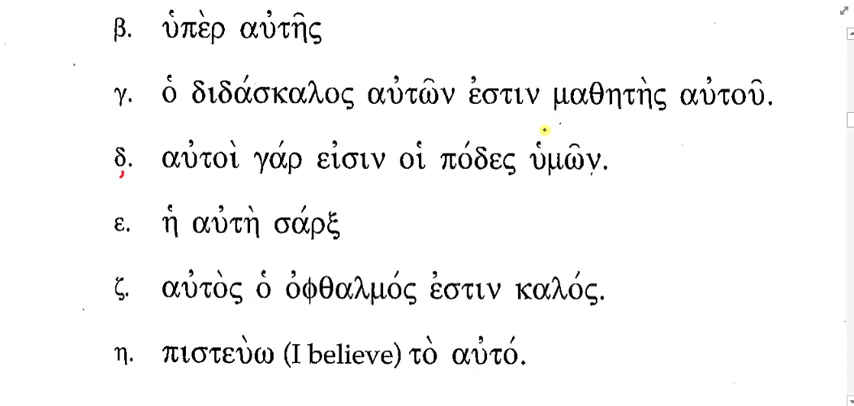 β. ὑπὲρ αὐτῆς
γ. ὁ διδάσκαλος αὐτῶν ἐστιν μαθητὴς αὐτοῦ.
δ. αὐτοὶ γάρ εἰσιν οἱ πόδες ὑμῶν.
ε. ἡ αὐτὴ σάρξ
ζ. αὐτὸς ὁ ὀφθαλμός ἐστιν καλός.
η. πιστεὺω (I believe) τὸ αὐτό.